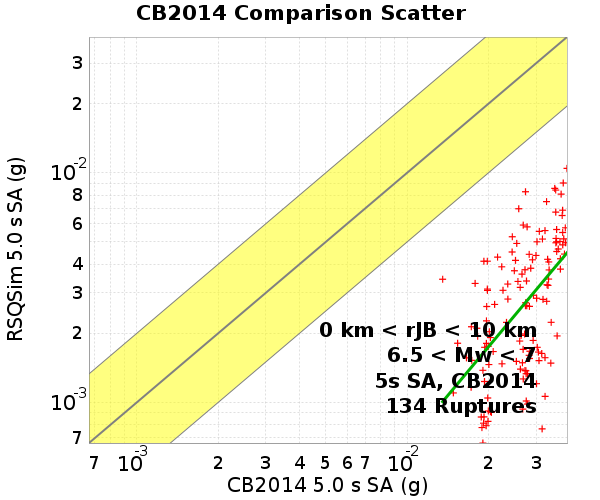 CB2014 Comparison Scatter
RSQSim 5.0 s SA (g)
3
2
10-2
8
6
4
3
2
10-3
7
0 km < rJB < 10 km
6.5 < Mw < 7
5s SA, CB2014
134 Ruptures
7 10-3 2 3 4 5 6 7 10-2 2 3
CB2014 5.0 s SA (g)